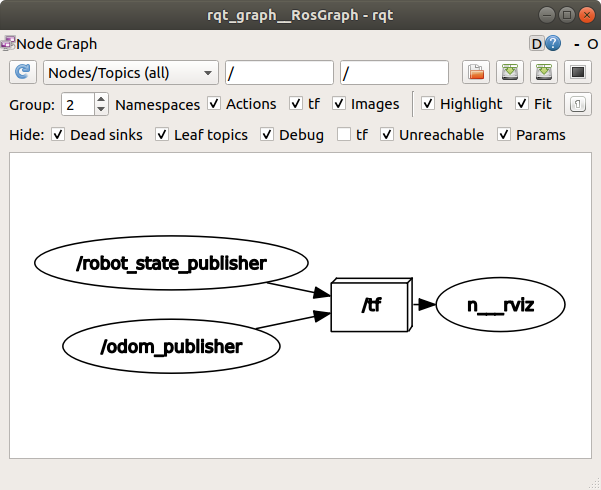 rqt_graph__RosGraph - rqt
Node Graph D ? - O
Nodes/Topics (all) / /
Group: 2 Namespaces Actions tf Images Highlight Fit
Hide: Dead sinks Leaf topics Debug tf Unreachable Params
/robot_state_publisher
/tf
n___rviz
/odom_publisher